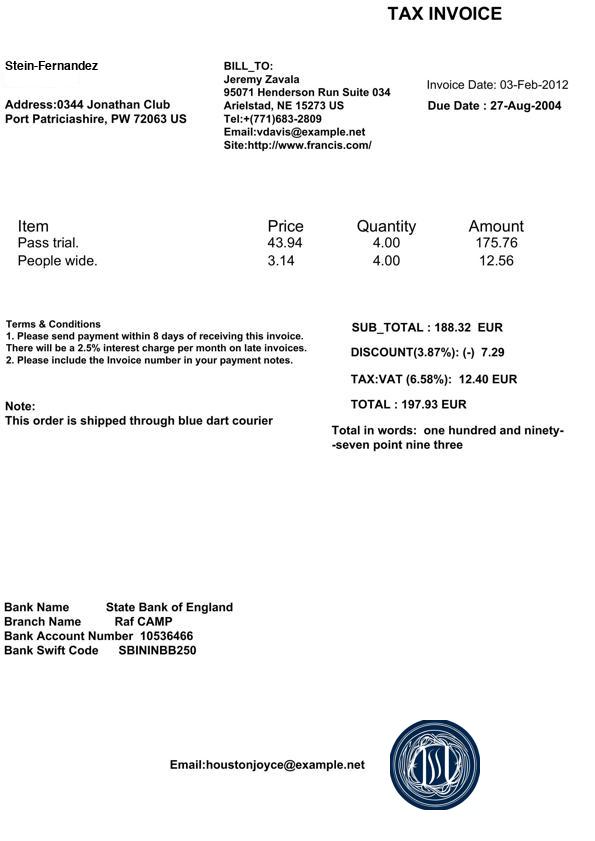 TAX INVOICE
Stein-Fernandez
Address:0344 Jonathan Club
Port Patriciashire, PW 72063 US
BILL_TO:
Jeremy Zavala
95071 Henderson Run Suite 034
Arielstad, NE 15273 US
Tel:+(771)683-2809
Email:vdavis@example.net
Site:http://www.francis.com/
Invoice Date: 03-Feb-2012
Due Date : 27-Aug-2004
Item Price Quantity Amount
Pass trial. 43.94 4.00 175.76
People wide. 3.14 4.00 12.56
Terms & Conditions
1. Please send payment within 8 days of receiving this invoice.
There will be a 2.5% interest charge per month on late invoices.
2. Please include the Invoice number in your payment notes.
SUB_TOTAL : 188.32 EUR
DISCOUNT(3.87%): (-) 7.29
TAX:VAT (6.58%): 12.40 EUR
TOTAL : 197.93 EUR
Note:
This order is shipped through blue dart courier
Total in words: one hundred and ninety-
-seven point nine three
Bank Name State Bank of England
Branch Name Raf CAMP
Bank Account Number 10536466
Bank Swift Code SBININBB250
Email:houstonjoyce@example.net